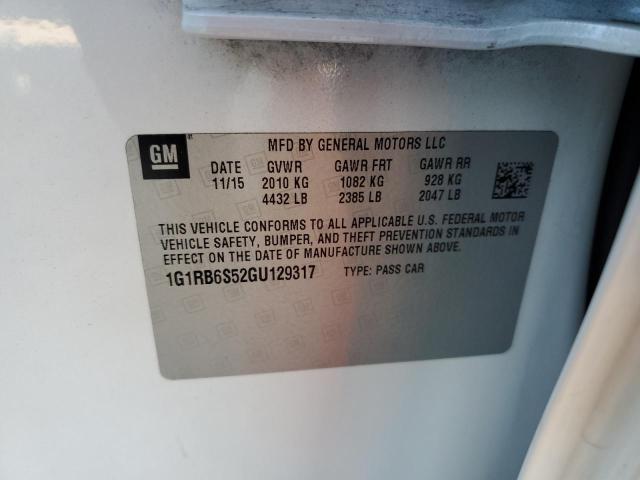 GM
MFD BY GENERAL MOTORS LLC
DATE GVWR GAWR FRT GAWR RR
11/15 2010 KG 1082 KG 928 KG
4432 LB 2385 LB 2047 LB
THIS VEHICLE CONFORMS TO ALL APPLICABLE U.S. FEDERAL MOTOR
VEHICLE SAFETY, BUMPER, AND THEFT PREVENTION STANDARDS IN
EFFECT ON THE DATE OF MANUFACTURE SHOWN ABOVE.
1G1RB6S52GU129317 TYPE: PASS CAR